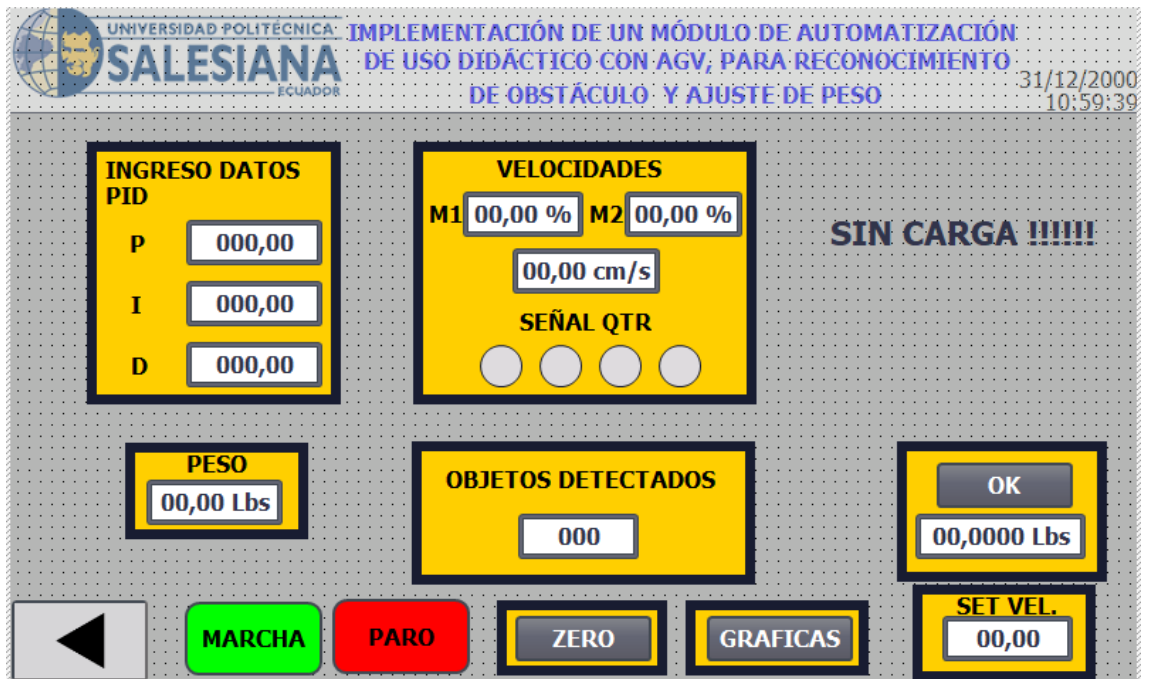 UNIVERSIDAD POLITÉCNICA
SALESIANA
ECUADOR
IMPLEMENTACIÓN DE UN MÓDULO DE AUTOMATIZACIÓN
DE USO DIDÁCTICO CON AGV, PARA RECONOCIMIENTO
DE OBSTÁCULO Y AJUSTE DE PESO
31/12/2000
10:59:39
INGRESO DATOS
PID
P 000,00
I 000,00
D 000,00
VELOCIDADES
M1 00,00 % M2 00,00 %
00,00 cm/s
SEÑAL QTR
SIN CARGA !!!!!!
PESO
00,00 Lbs
OBJETOS DETECTADOS
000
OK
00,0000 Lbs
MARCHA
PARO
ZERO
GRAFICAS
SET VEL.
00,00